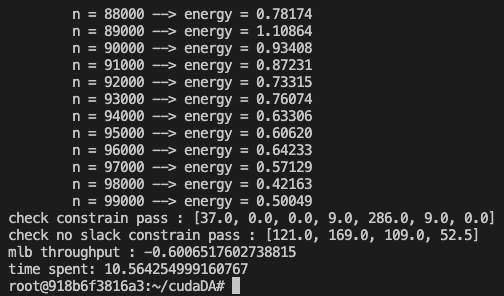 n = 88000 --> energy = 0.78174
n = 89000 --> energy = 1.10864
n = 90000 --> energy = 0.93408
n = 91000 --> energy = 0.87231
n = 92000 --> energy = 0.73315
n = 93000 --> energy = 0.76074
n = 94000 --> energy = 0.63306
n = 95000 --> energy = 0.60620
n = 96000 --> energy = 0.64233
n = 97000 --> energy = 0.57129
n = 98000 --> energy = 0.42163
n = 99000 --> energy = 0.50049
check constrain pass : [37.0, 0.0, 0.0, 9.0, 286.0, 9.0, 0.0]
check no slack constrain pass : [121.0, 169.0, 109.0, 52.5]
mlb throughput : -0.6006517602738815
time spent: 10.564254999160767
root@918b6f3816a3:~/cudaDA#